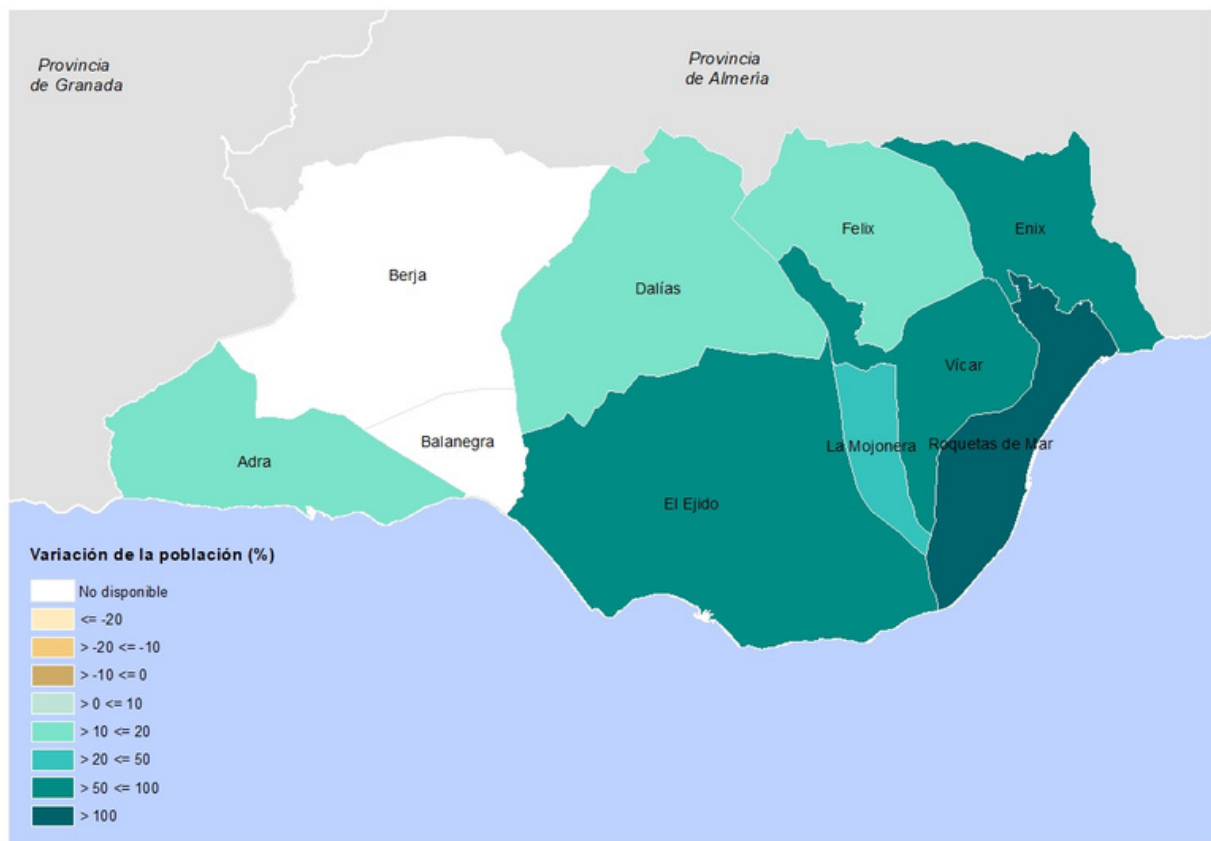 Provincia
de Granada
Provincia
de Almería
Felix
Enix
Berja
Dalías
Vícar
Balanegra
La Mojonera
Roquetas de Mar
Adra
El Ejido
Variación de la población (%)
No disponible
<= -20
> -20 <= -10
> -10 <= 0
> 0 <= 10
> 10 <= 20
> 20 <= 50
> 50 <= 100
> 100